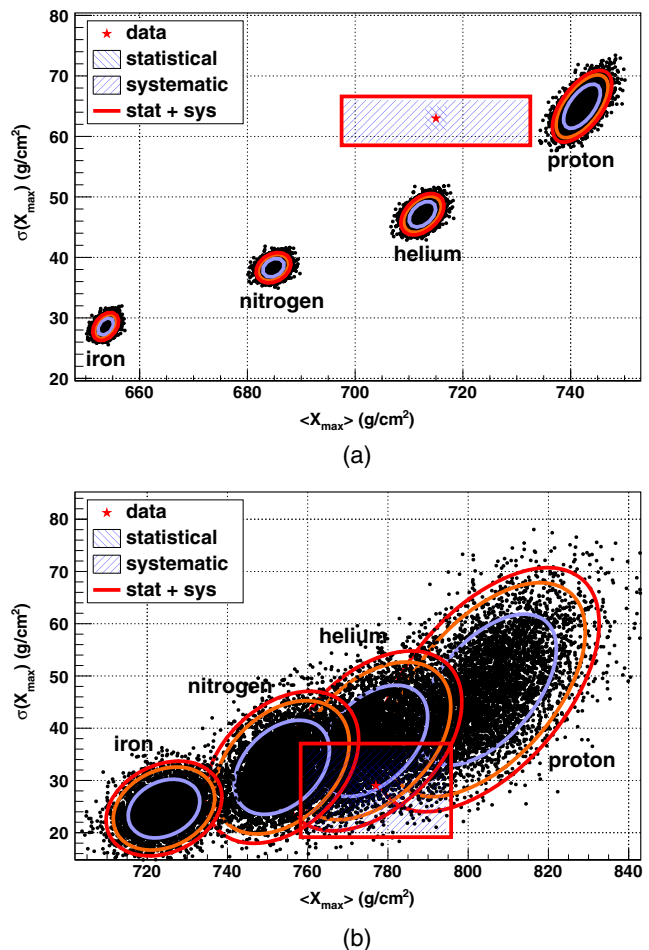 80
70
60
50
40
30
20
σ(X_max) (g/cm²)
data
statistical
systematic
stat + sys
proton
helium
nitrogen
iron
660 680 700 720 740
<X_max> (g/cm²)
(a)
80
70
60
50
40
30
20
σ(X_max) (g/cm²)
data
statistical
systematic
stat + sys
helium
nitrogen
iron
proton
720 740 760 780 800 820 840
<X_max> (g/cm²)
(b)